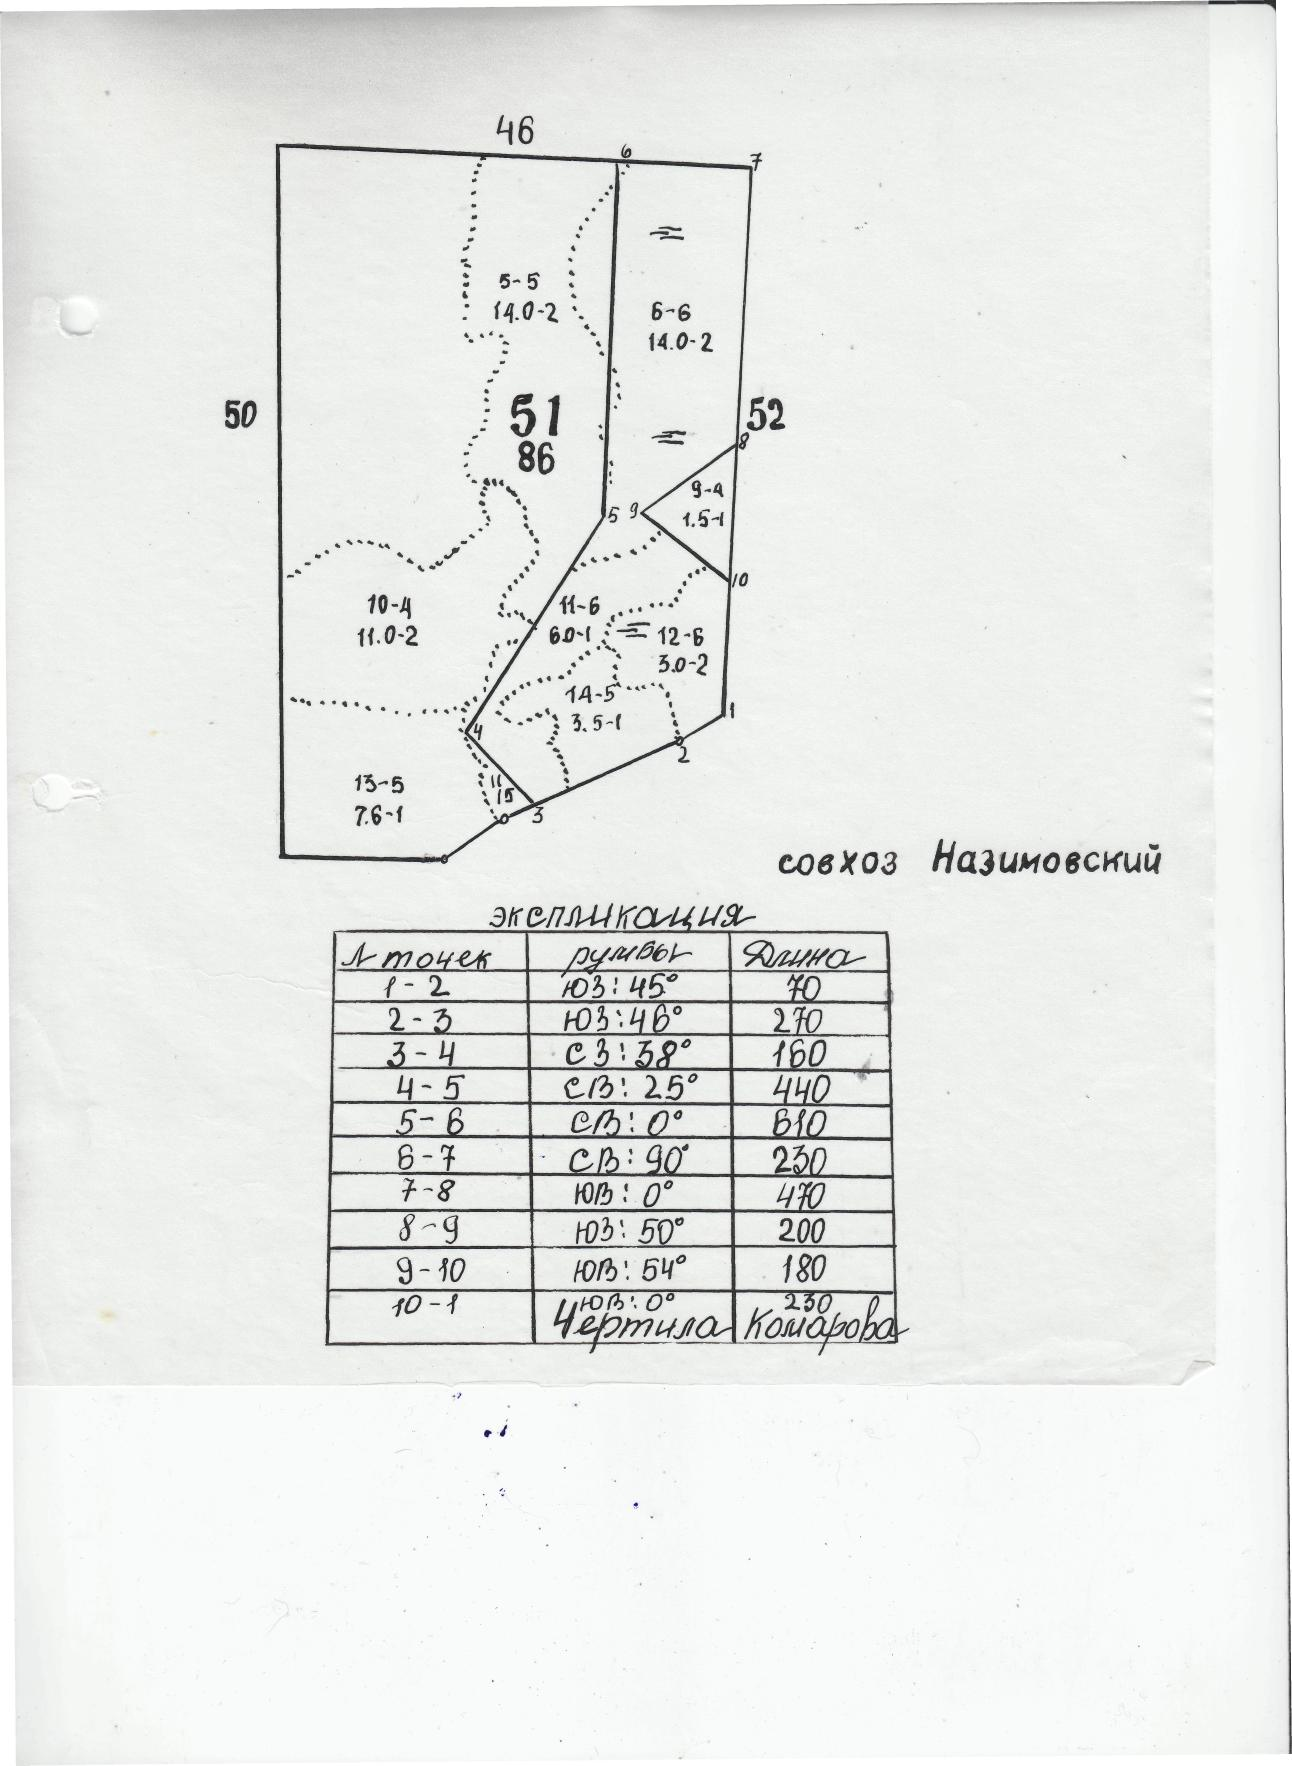 46
6
7
5-5
14.0-2
6-6
14.0-2
50
51
86
52
8
9-4
1.5-1
5
9
10
10-4
11.0-2
11-6
6.0-1
12-6
3.0-2
14-5
3.5-1
1
4
2
13-5
7.6-1
11
15
3
совхоз Назимовский
экспликация
№ точек румбы Длина
1-2 ЮЗ: 45° 70
2-3 ЮЗ: 46° 270
3-4 СЗ: 38° 160
4-5 СВ: 25° 440
5-6 СВ: 0° 610
6-7 СВ: 90° 230
7-8 ЮВ: 0° 470
8-9 ЮЗ: 50° 200
9-10 ЮВ: 54° 180
10-1 ЮВ: 0° 230
Чертила Комарова